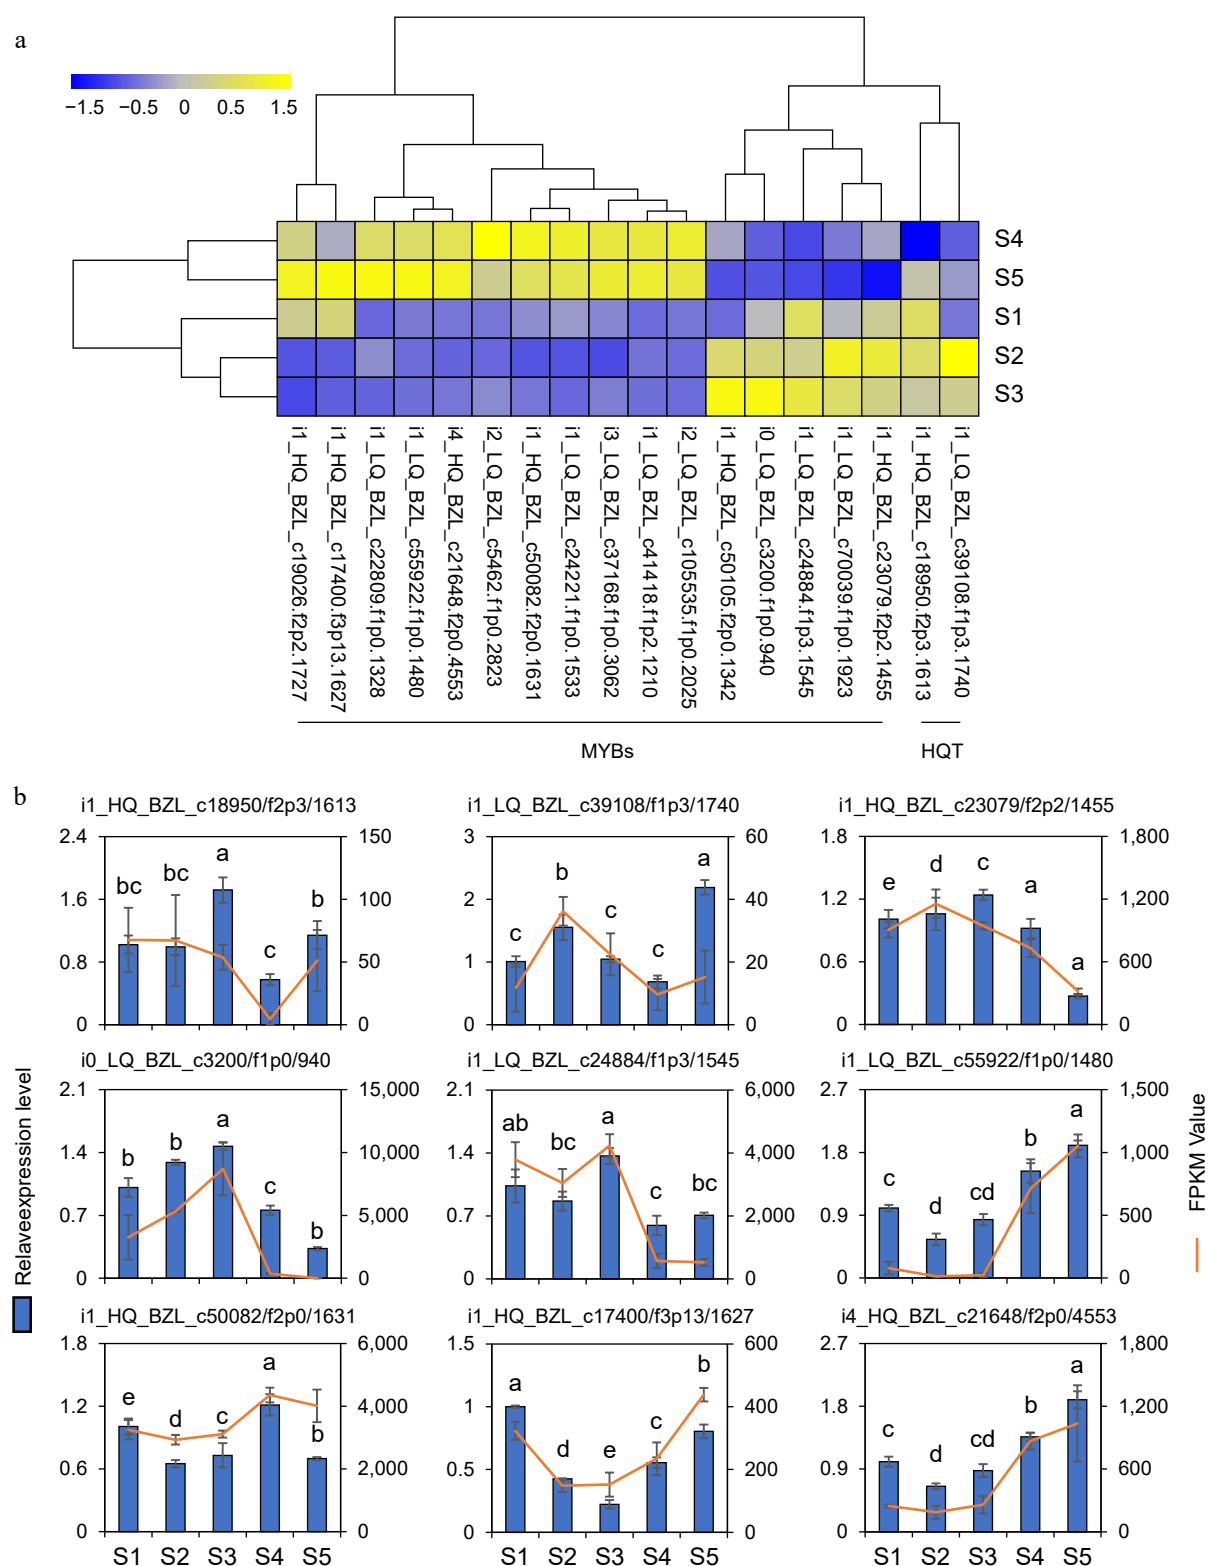 a
−1.5 −0.5 0 0.5 1.5
S4
S5
S1
S2
S3
i1_HQ_BZL_c19026.f2p2.1727
i1_HQ_BZL_c17400.f3p13.1627
i1_LQ_BZL_c22809.f1p0.1328
i1_LQ_BZL_c55922.f1p0.1480
i4_HQ_BZL_c21648.f2p0.4553
i2_LQ_BZL_c5462.f1p0.2823
i1_HQ_BZL_c50082.f2p0.1631
i1_LQ_BZL_c24221.f1p0.1533
i3_LQ_BZL_c37168.f1p0.3062
i1_LQ_BZL_c41418.f1p2.1210
i2_LQ_BZL_c105535.f1p0.2025
i1_HQ_BZL_c50105.f2p0.1342
i0_LQ_BZL_c3200.f1p0.940
i1_LQ_BZL_c24884.f1p3.1545
i1_LQ_BZL_c70039.f1p0.1923
i1_HQ_BZL_c23079.f2p2.1455
i1_HQ_BZL_c18950.f2p3.1613
i1_LQ_BZL_c39108.f1p3.1740
MYBs HQT
b
Relaveexpression level
FPKM Value
i1_HQ_BZL_c18950/f2p3/1613
2.4
1.6
0.8
0
150
100
50
0
bc bc a c b
i1_LQ_BZL_c39108/f1p3/1740
3
2
1
0
60
40
20
0
c b c c a
i1_HQ_BZL_c23079/f2p2/1455
1.8
1.2
0.6
0
1,800
1,200
600
0
e d c a a
i0_LQ_BZL_c3200/f1p0/940
2.1
1.4
0.7
0
15,000
10,000
5,000
0
b b a c b
i1_LQ_BZL_c24884/f1p3/1545
2.1
1.4
0.7
0
6,000
4,000
2,000
0
ab bc a c bc
i1_LQ_BZL_c55922/f1p0/1480
2.7
1.8
0.9
0
1,500
1,000
500
0
c d cd b a
i1_HQ_BZL_c50082/f2p0/1631
1.8
1.2
0.6
0
6,000
4,000
2,000
0
e d c a b
S1 S2 S3 S4 S5
i1_HQ_BZL_c17400/f3p13/1627
1.5
1.0
0.5
0
600
400
200
0
a d e c b
S1 S2 S3 S4 S5
i4_HQ_BZL_c21648/f2p0/4553
2.7
1.8
0.9
0
1,800
1,200
600
0
c d cd b a
S1 S2 S3 S4 S5